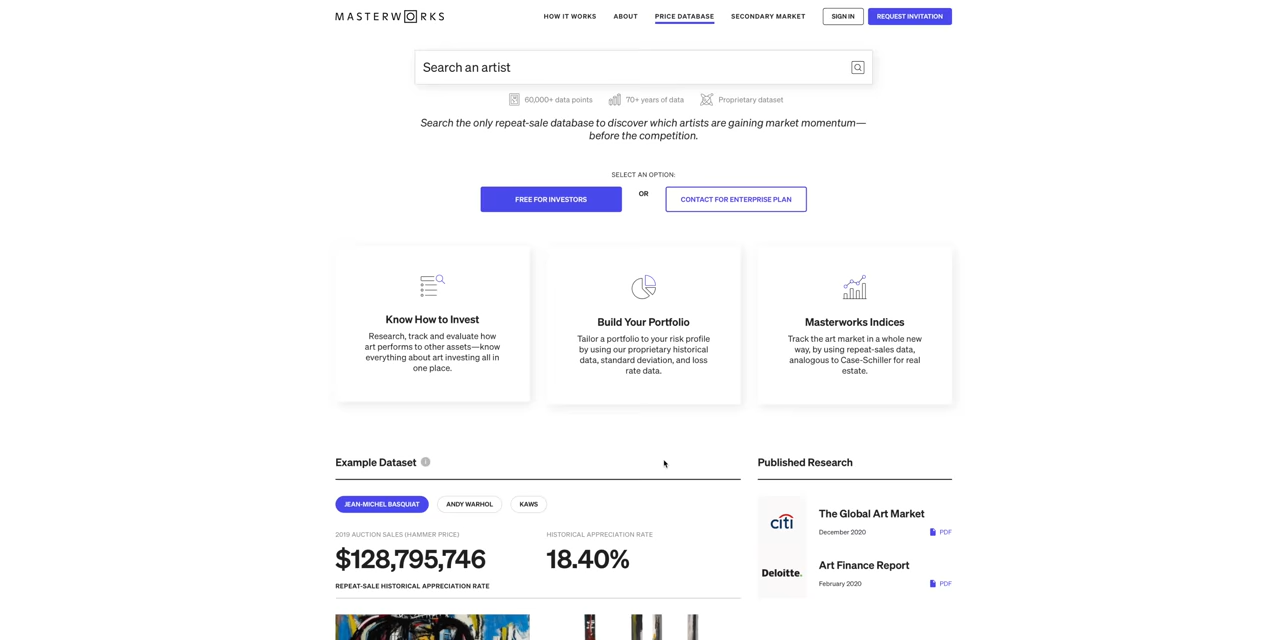 MASTERWORKS
HOW IT WORKS
ABOUT
PRICE DATABASE
SECONDARY MARKET
SIGN IN
REQUEST INVITATION
Search an artist
60,000+ data points
70+ years of data
Proprietary dataset
Search the only repeat-sale database to discover which artists are gaining market momentum—
before the competition.
SELECT AN OPTION:
FREE FOR INVESTORS
OR
CONTACT FOR ENTERPRISE PLAN
Know How to Invest
Research, track and evaluate how
art performs to other assets—know
everything about art investing all in
one place.
Build Your Portfolio
Tailor a portfolio to your risk profile
by using our proprietary historical
data, standard deviation, and loss
rate data.
Masterworks Indices
Track the art market in a whole new
way, by using repeat-sales data,
analogous to Case-Schiller for real
estate.
Example Dataset
JEAN-MICHEL BASQUIAT
ANDY WARHOL
KAWS
2019 AUCTION SALES (HAMMER PRICE)
$128,795,746
HISTORICAL APPRECIATION RATE
18.40%
REPEAT-SALE HISTORICAL APPRECIATION RATE
Published Research
citi
The Global Art Market
December 2020
PDF
Deloitte.
Art Finance Report
February 2020
PDF